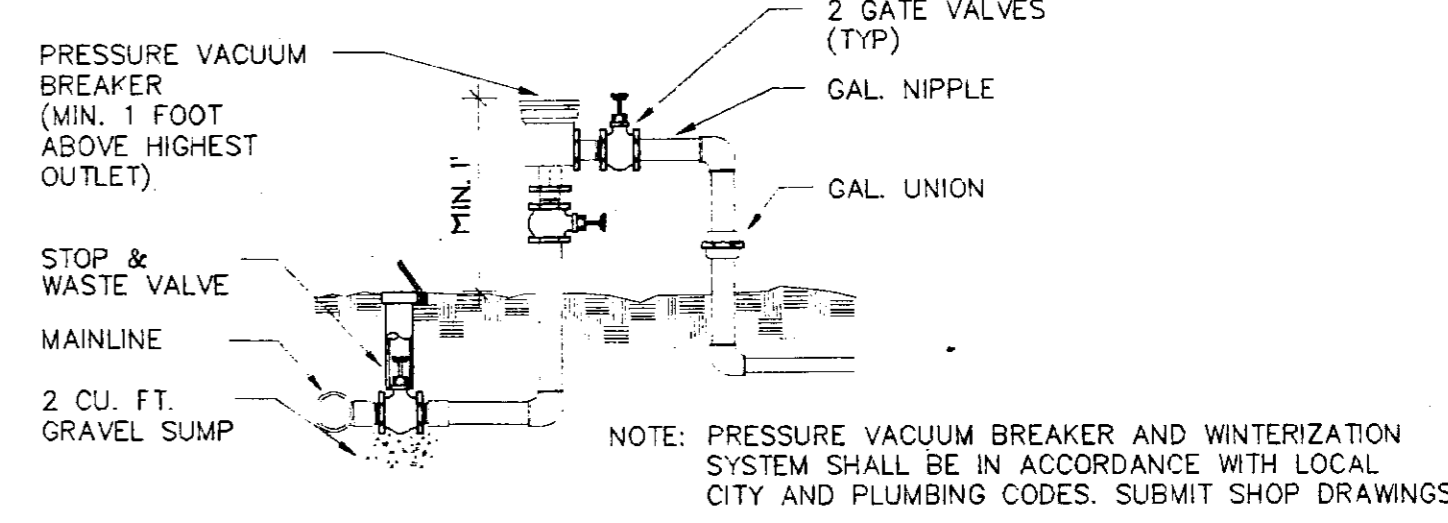 PRESSURE VACUUM
BREAKER
(MIN. 1 FOOT
ABOVE HIGHEST
OUTLET)
STOP &
WASTE VALVE
MAINLINE
2 CU. FT.
GRAVEL SUMP
MIN. 1'
2 GATE VALVES
(TYP)
GAL. NIPPLE
GAL. UNION
NOTE: PRESSURE VACUUM BREAKER AND WINTERIZATION
SYSTEM SHALL BE IN ACCORDANCE WITH LOCAL
CITY AND PLUMBING CODES. SUBMIT SHOP DRAWINGS